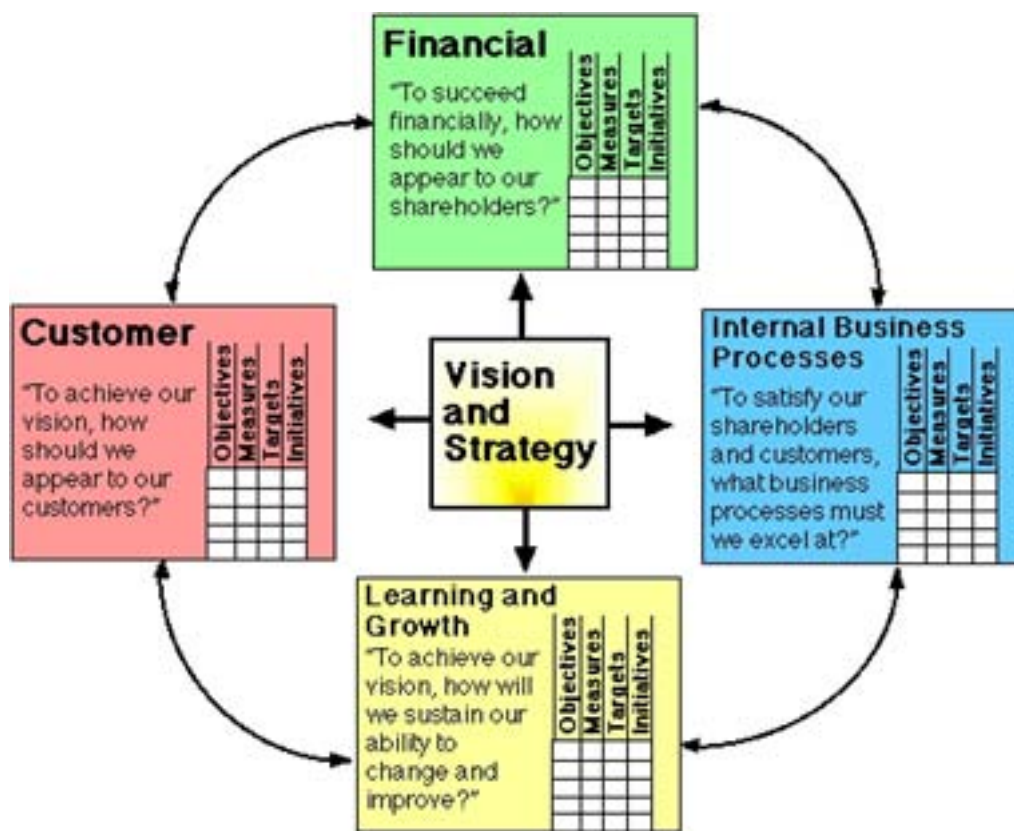 Financial
"To succeed
financially, how
should we
appear to our
shareholders?"
Objectives
Measures
Targets
Initiatives
Customer
"To achieve our
vision, how
should we
appear to our
customers?"
Objectives
Measures
Targets
Initiatives
Vision
and
Strategy
Internal Business
Processes
"To satisfy our
shareholders
and customers,
what business
processes must
we excel at?"
Objectives
Measures
Targets
Initiatives
Learning and
Growth
"To achieve our
vision, how will
we sustain our
ability to
change and
improve?"
Objectives
Measures
Targets
Initiatives